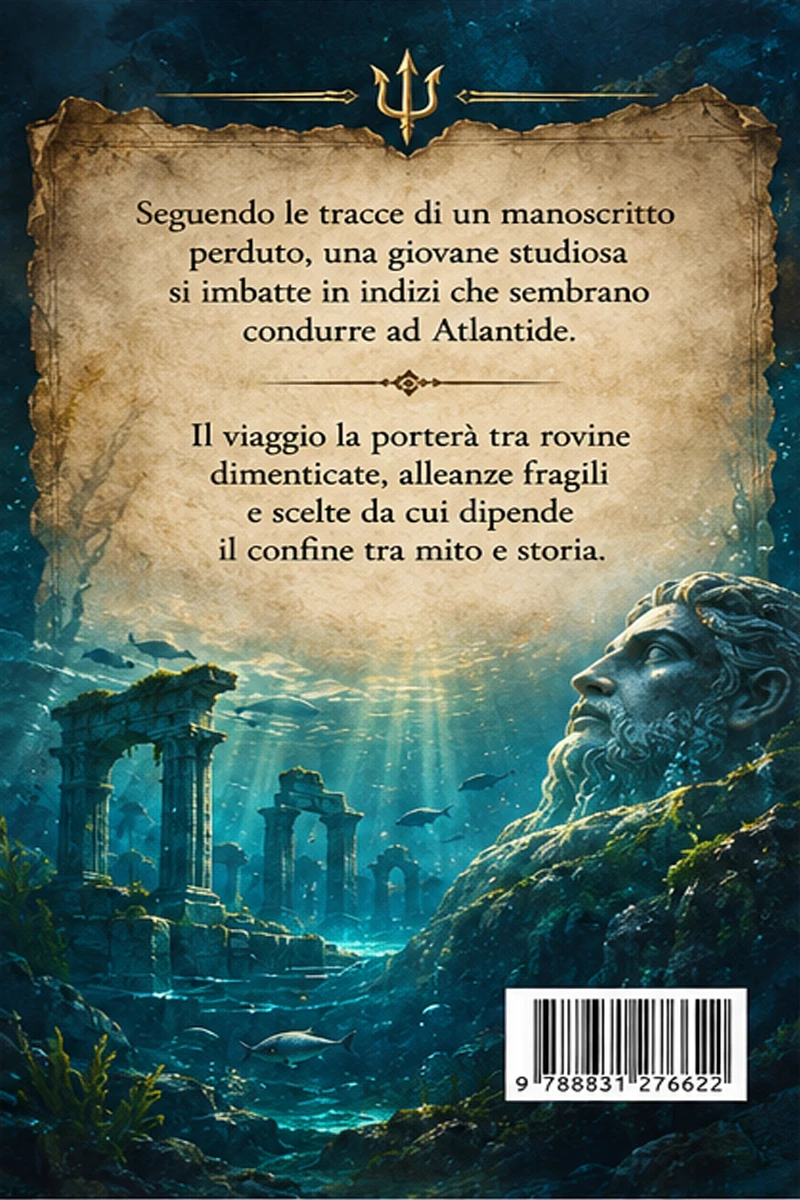 Seguendo le tracce di un manoscritto
perduto, una giovane studiosa
si imbatte in indizi che sembrano
condurre ad Atlantide.
Il viaggio la porterà tra rovine
dimenticate, alleanze fragili
e scelte da cui dipende
il confine tra mito e storia.
9 788831 276622